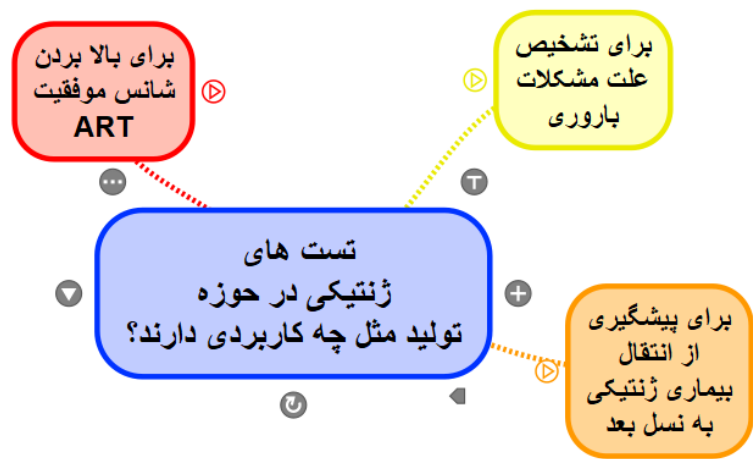 برای بالا بردن
شانس موفقیت
ART
برای تشخیص
علت مشکلات
باروری
تست های
ژنتیکی در حوزه
تولید مثل چه کاربردی دارند؟
برای پیشگیری
از انتقال
بیماری ژنتیکی
به نسل بعد